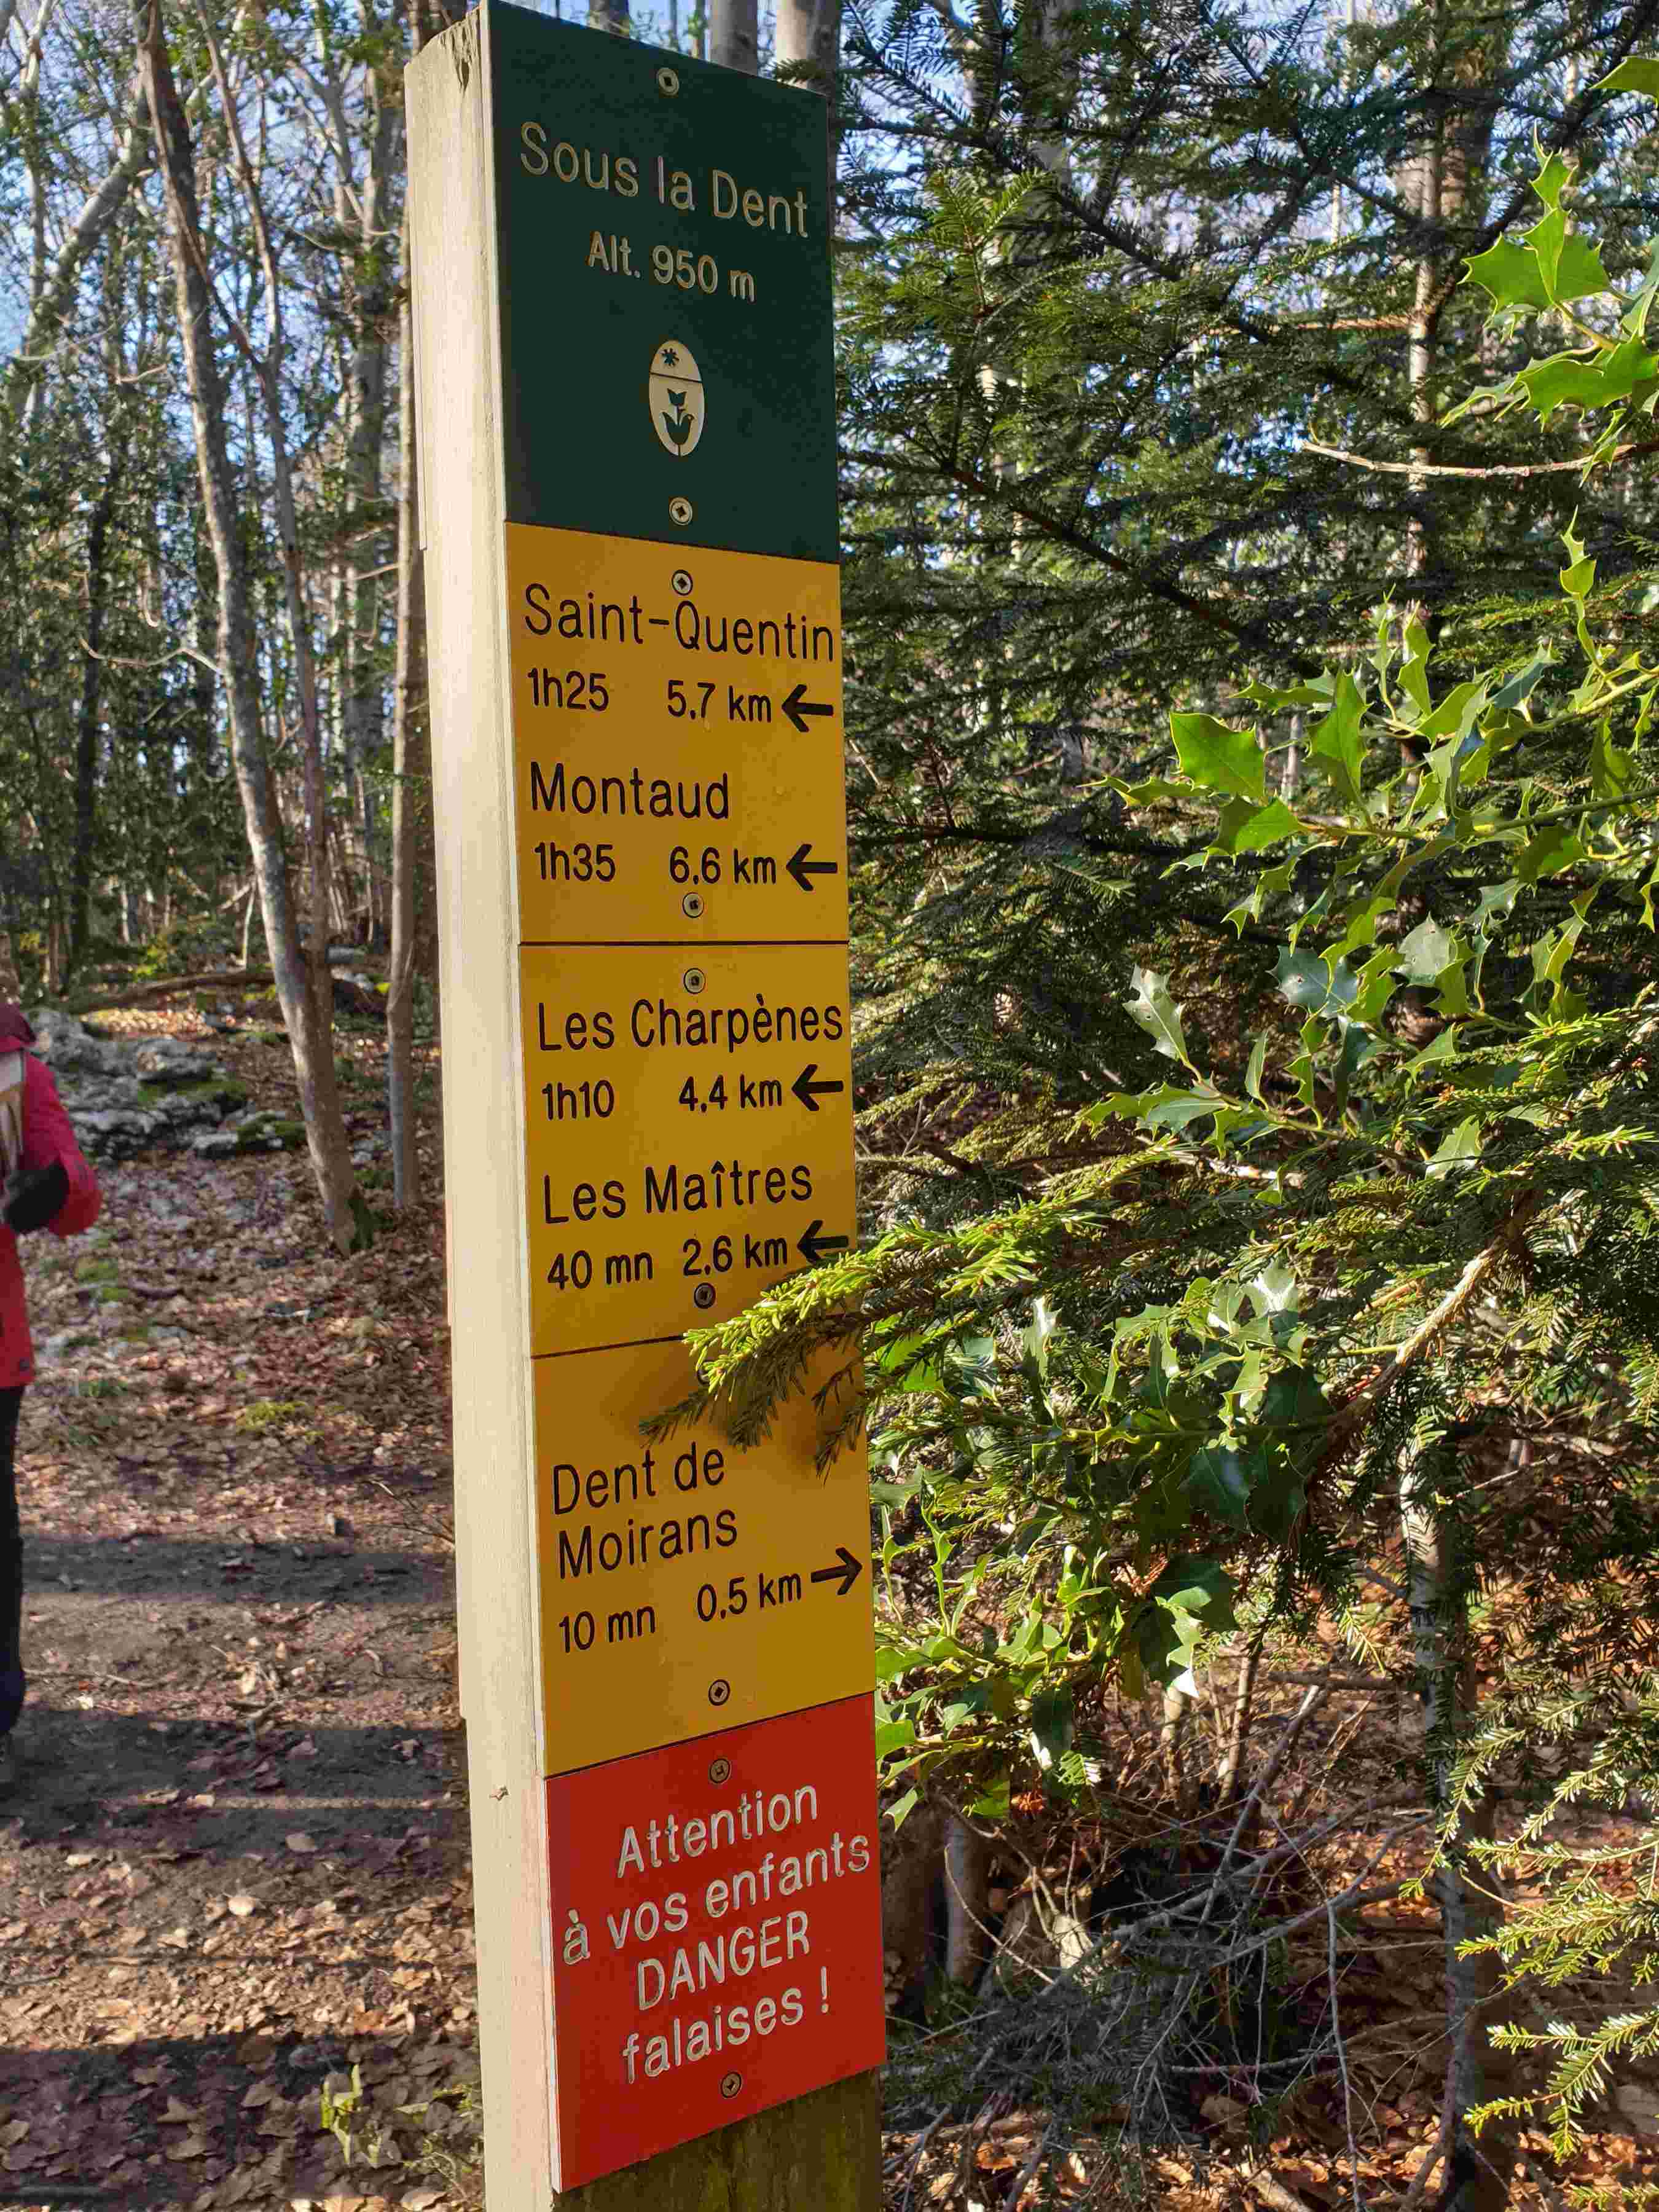 Sous la Dent
Alt. 950 m
Saint-Quentin
1h25 5.7 km ←
Montaud
1h35 6.6 km ←
Les Charpènes
1h10 4.4 km ←
Les Maîtres
40 mn 2.6 km ←
Dent de
Moirans
10 mn 0.5 km →
Attention
à vos enfants
DANGER
falaises !